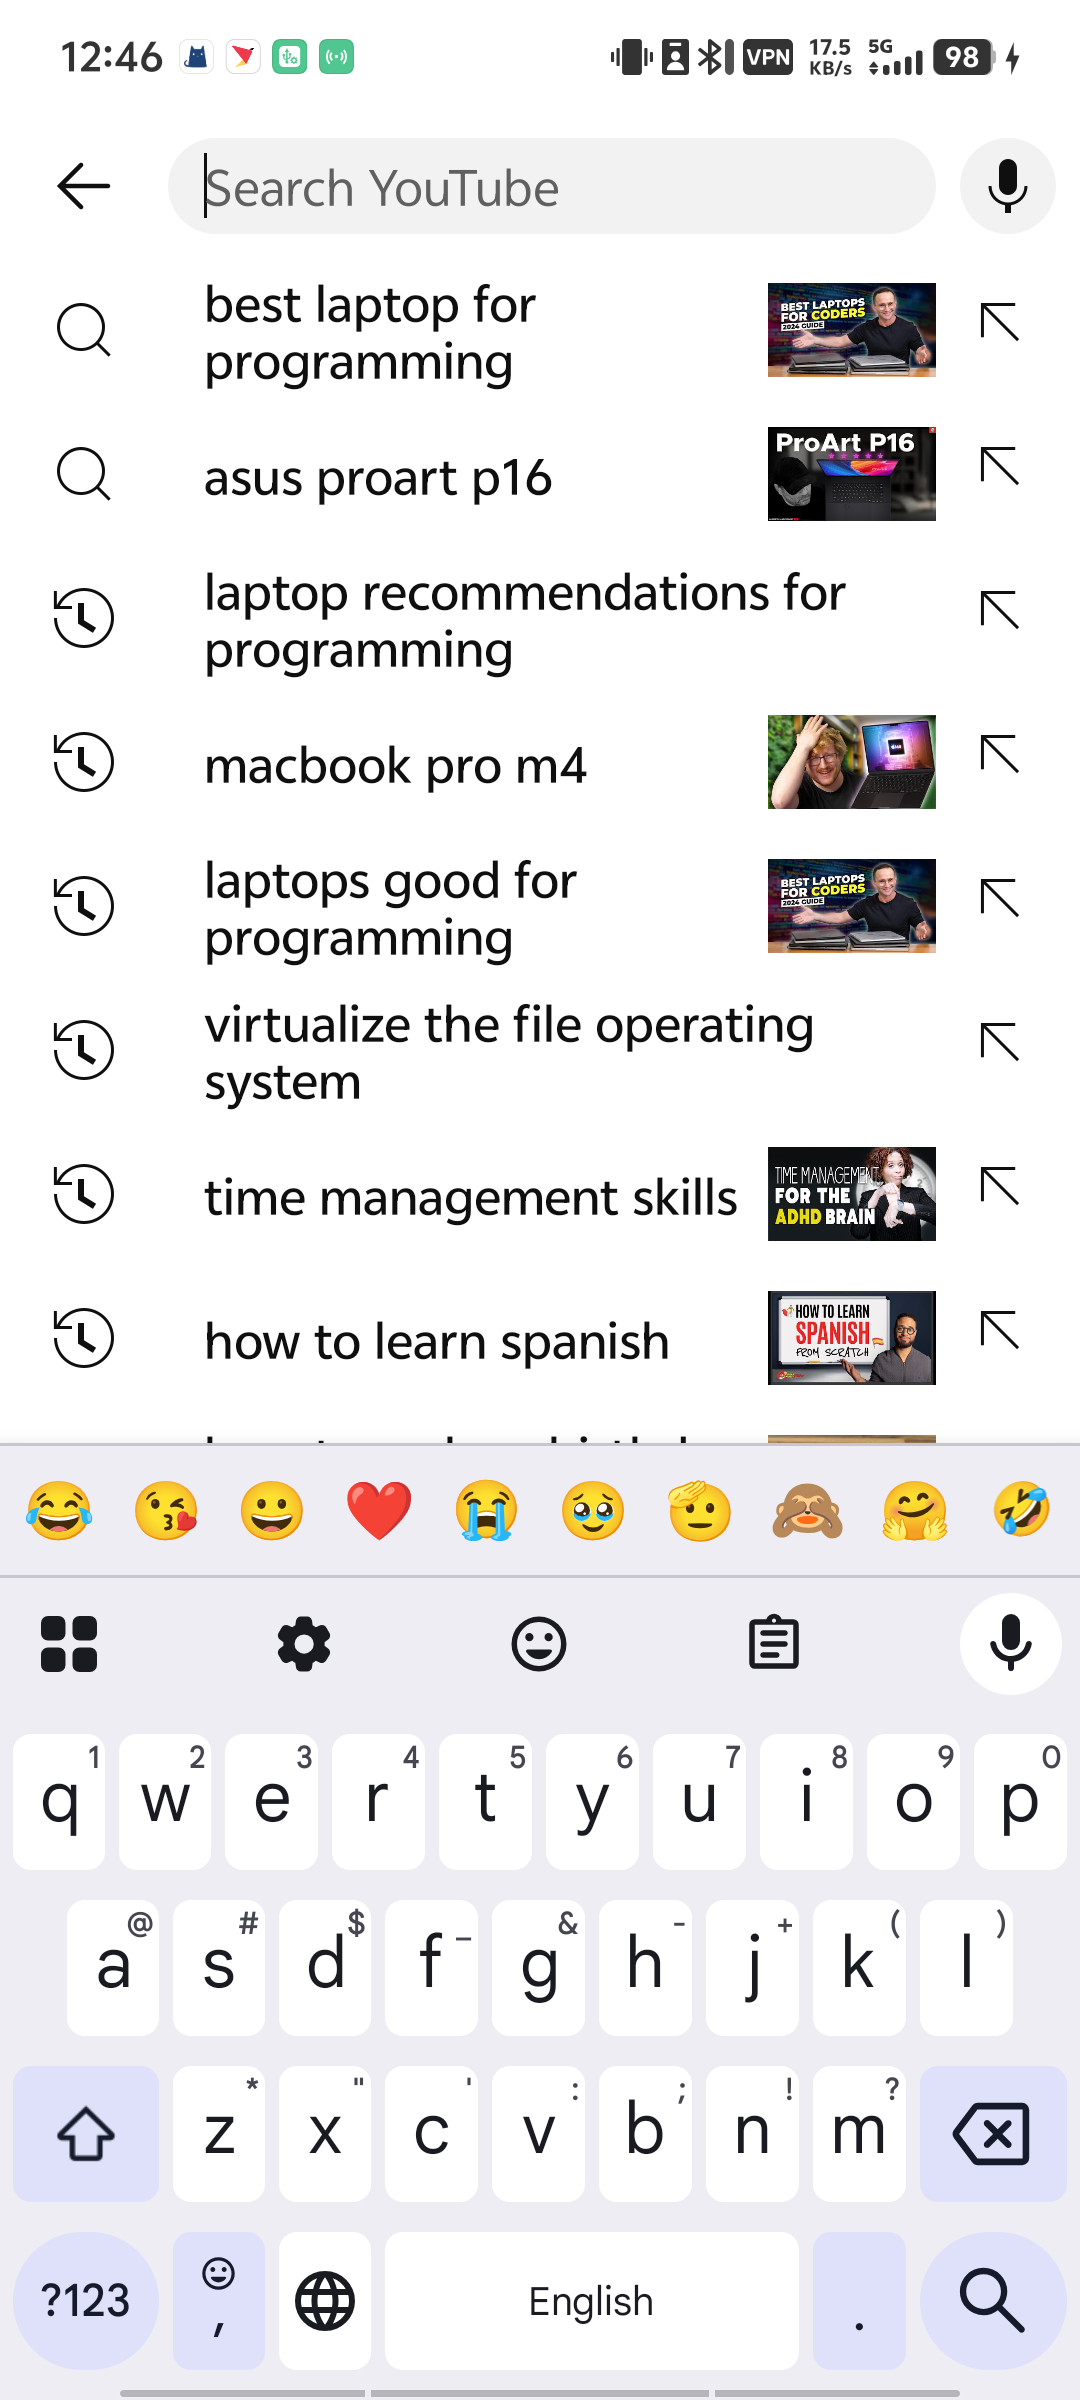 12:46
VPN
17.5
KB/s
5G
98
Search YouTube
best laptop for
programming
BEST LAPTOPS
FOR CODERS
2024 GUIDE
asus proart p16
ProArt P16
laptop recommendations for
programming
macbook pro m4
laptops good for
programming
BEST LAPTOPS
FOR CODERS
2024 GUIDE
virtualize the file operating
system
time management skills
TIME MANAGEMENT
FOR THE
ADHD BRAIN
how to learn spanish
HOW TO LEARN
SPANISH
FROM SCRATCH
1 2 3 4 5 6 7 8 9 0
q w e r t y u i o p
@ # $ _ & - + ( )
a s d f g h j k l
* " ' : ; ! ?
z x c v b n m
?123
,
English
.